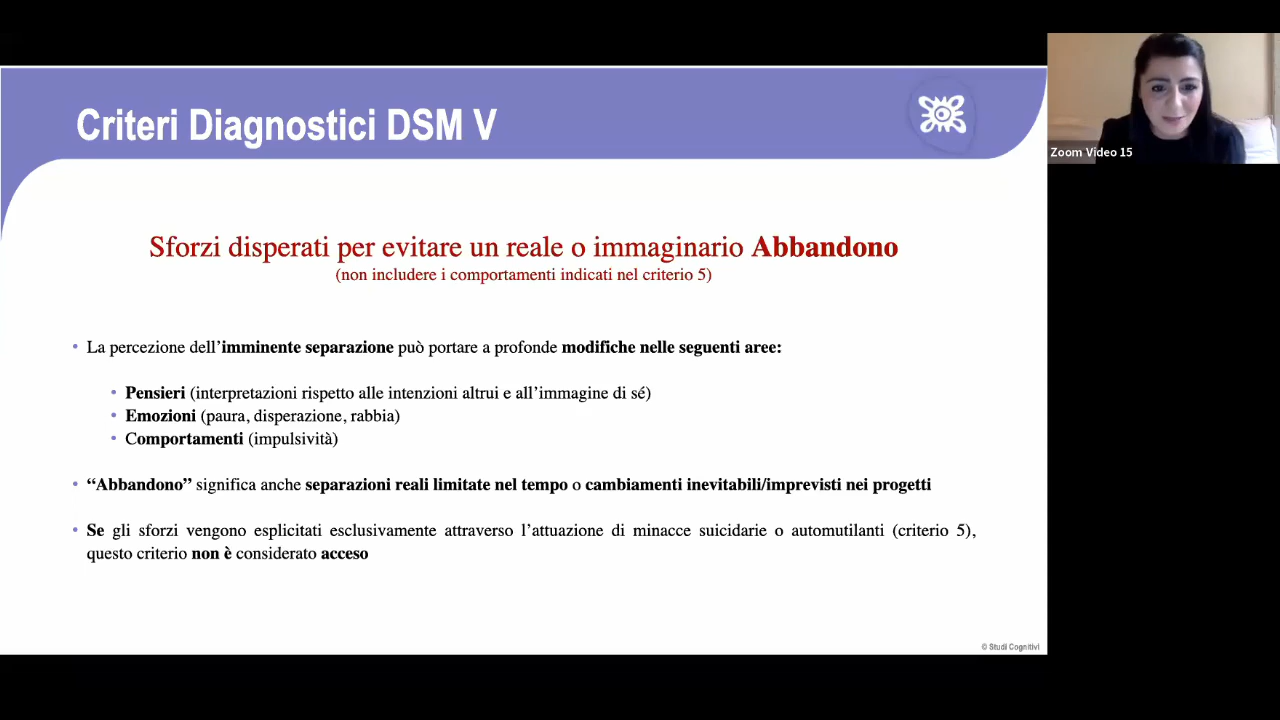 Criteri Diagnostici DSM V
Zoom Video 15
Sforzi disperati per evitare un reale o immaginario Abbandono
(non includere i comportamenti indicati nel criterio 5)
• La percezione dell’imminente separazione può portare a profonde modifiche nelle seguenti aree:
• Pensieri (interpretazioni rispetto alle intenzioni altrui e all’immagine di sé)
• Emozioni (paura, disperazione, rabbia)
• Comportamenti (impulsività)
• “Abbandono” significa anche separazioni reali limitate nel tempo o cambiamenti inevitabili/imprevisti nei progetti
• Se gli sforzi vengono esplicitati esclusivamente attraverso l’attuazione di minacce suicidarie o automutilanti (criterio 5),
questo criterio non è considerato acceso
© Studi Cognitivi